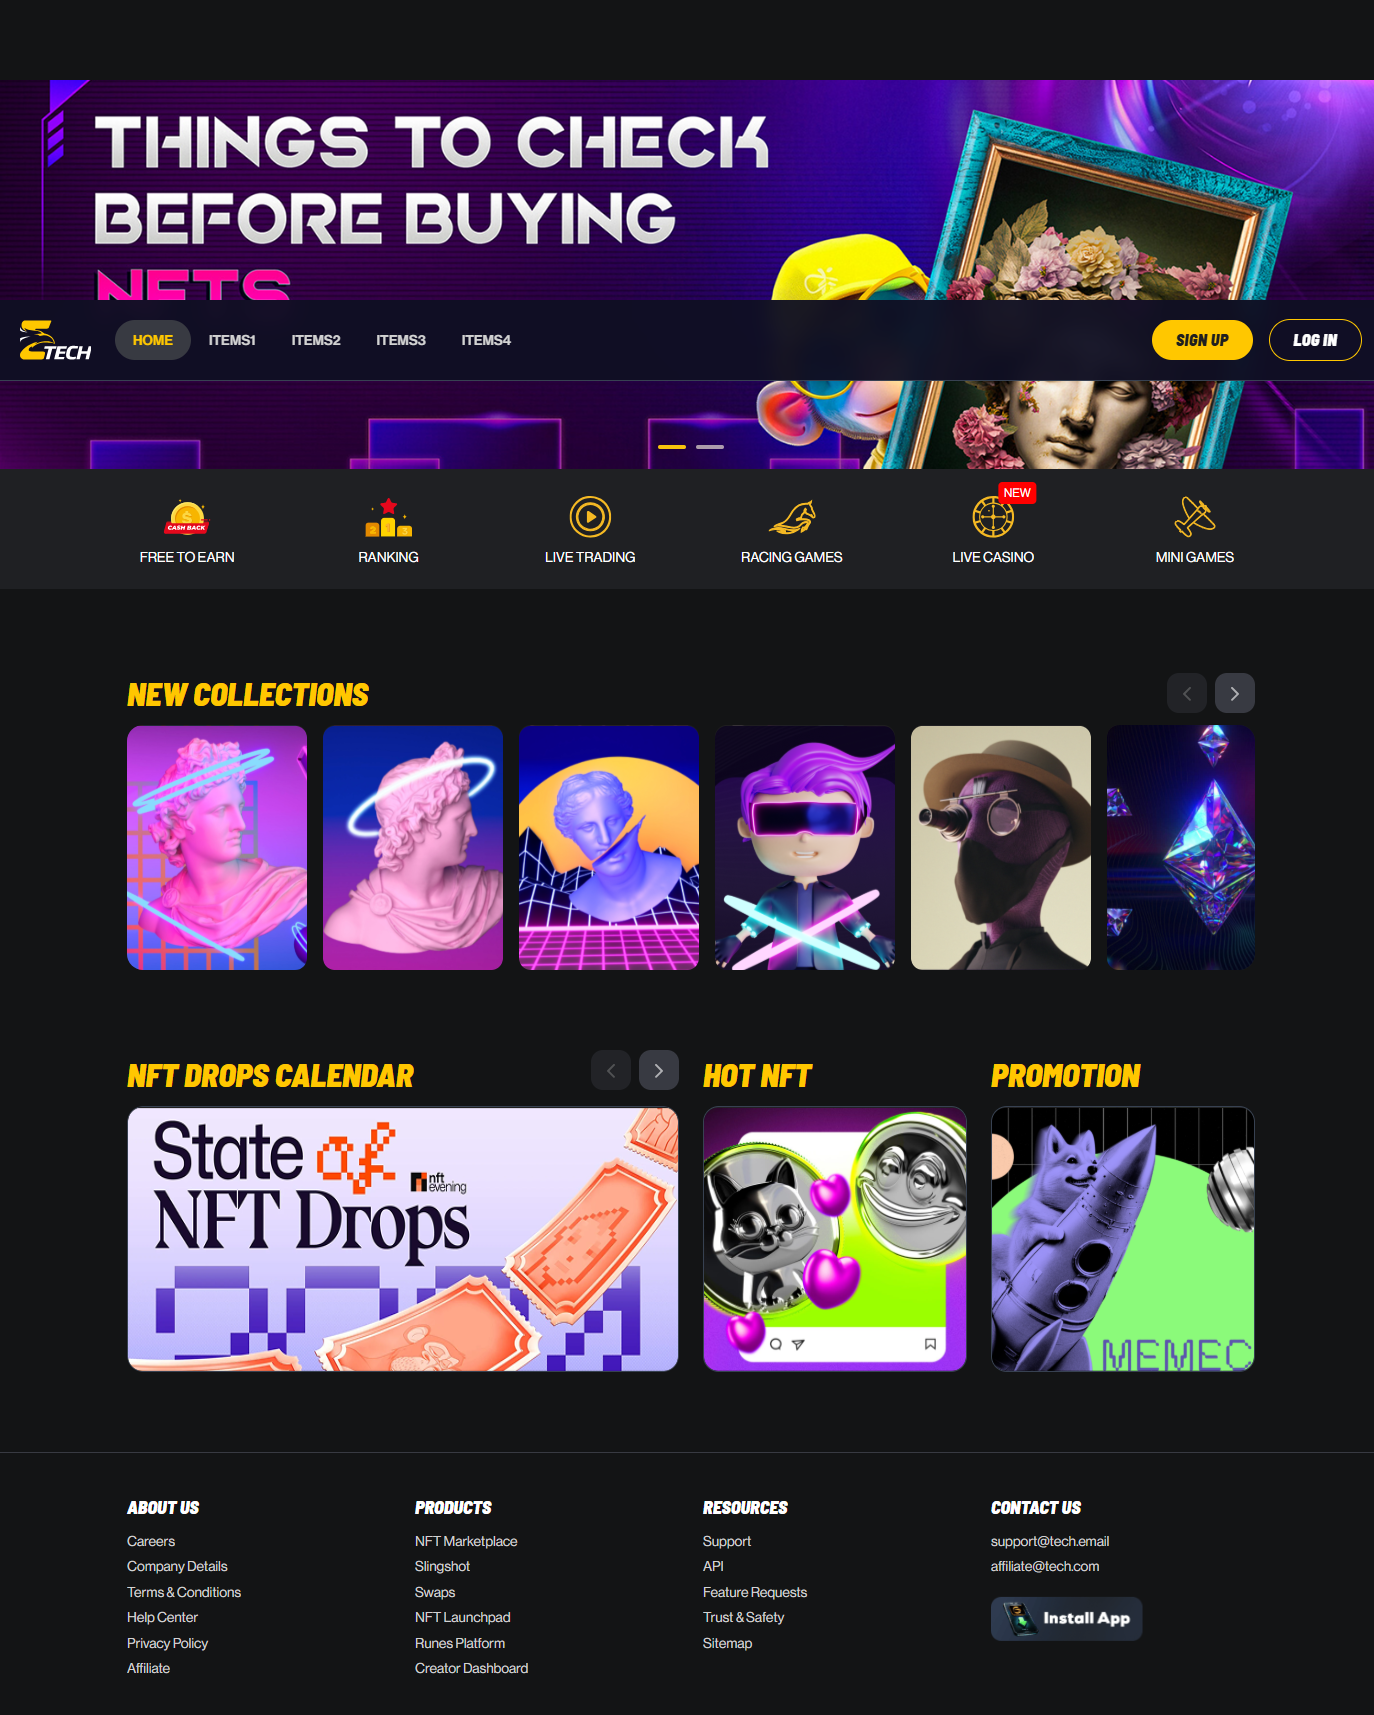 THINGS TO CHECK
BEFORE BUYING
NFTS
TECH
HOME
ITEMS1
ITEMS2
ITEMS3
ITEMS4
SIGN UP
LOG IN
CASH BACK
2 1 3
FREE TO EARN
RANKING
LIVE TRADING
RACING GAMES
NEW
LIVE CASINO
MINI GAMES
NEW COLLECTIONS
NFT DROPS CALENDAR
State of
nft
evening
NFT Drops
HOT NFT
PROMOTION
MEMEC
ABOUT US
Careers
Company Details
Terms & Conditions
Help Center
Privacy Policy
Affiliate
PRODUCTS
NFT Marketplace
Slingshot
Swaps
NFT Launchpad
Runes Platform
Creator Dashboard
RESOURCES
Support
API
Feature Requests
Trust & Safety
Sitemap
CONTACT US
support@tech.email
affiliate@tech.com
Install App